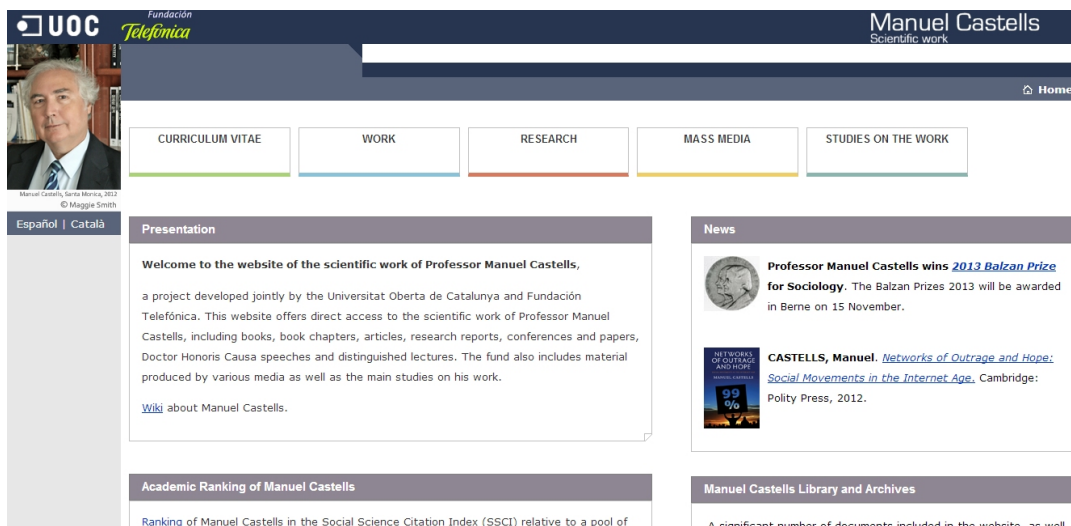 UOC
Fundación
Telefónica
Manuel Castells
Scientific work
Home
CURRICULUM VITAE
WORK
RESEARCH
MASS MEDIA
STUDIES ON THE WORK
Manuel Castells, Santa Monica, 2012
© Maggie Smith
Español | Català
Presentation
Welcome to the website of the scientific work of Professor Manuel Castells,
a project developed jointly by the Universitat Oberta de Catalunya and Fundación
Telefónica. This website offers direct access to the scientific work of Professor Manuel
Castells, including books, book chapters, articles, research reports, conferences and papers,
Doctor Honoris Causa speeches and distinguished lectures. The fund also includes material
produced by various media as well as the main studies on his work.
Wiki about Manuel Castells.
News
Professor Manuel Castells wins 2013 Balzan Prize
for Sociology. The Balzan Prizes 2013 will be awarded
in Berne on 15 November.
NETWORKS
OF OUTRAGE
AND HOPE
MANUEL CASTELLS
99
%
CASTELLS, Manuel. Networks of Outrage and Hope:
Social Movements in the Internet Age. Cambridge:
Polity Press, 2012.
Academic Ranking of Manuel Castells
Ranking of Manuel Castells in the Social Science Citation Index (SSCI) relative to a pool of
Manuel Castells Library and Archives
A significant number of documents included in the website, as well